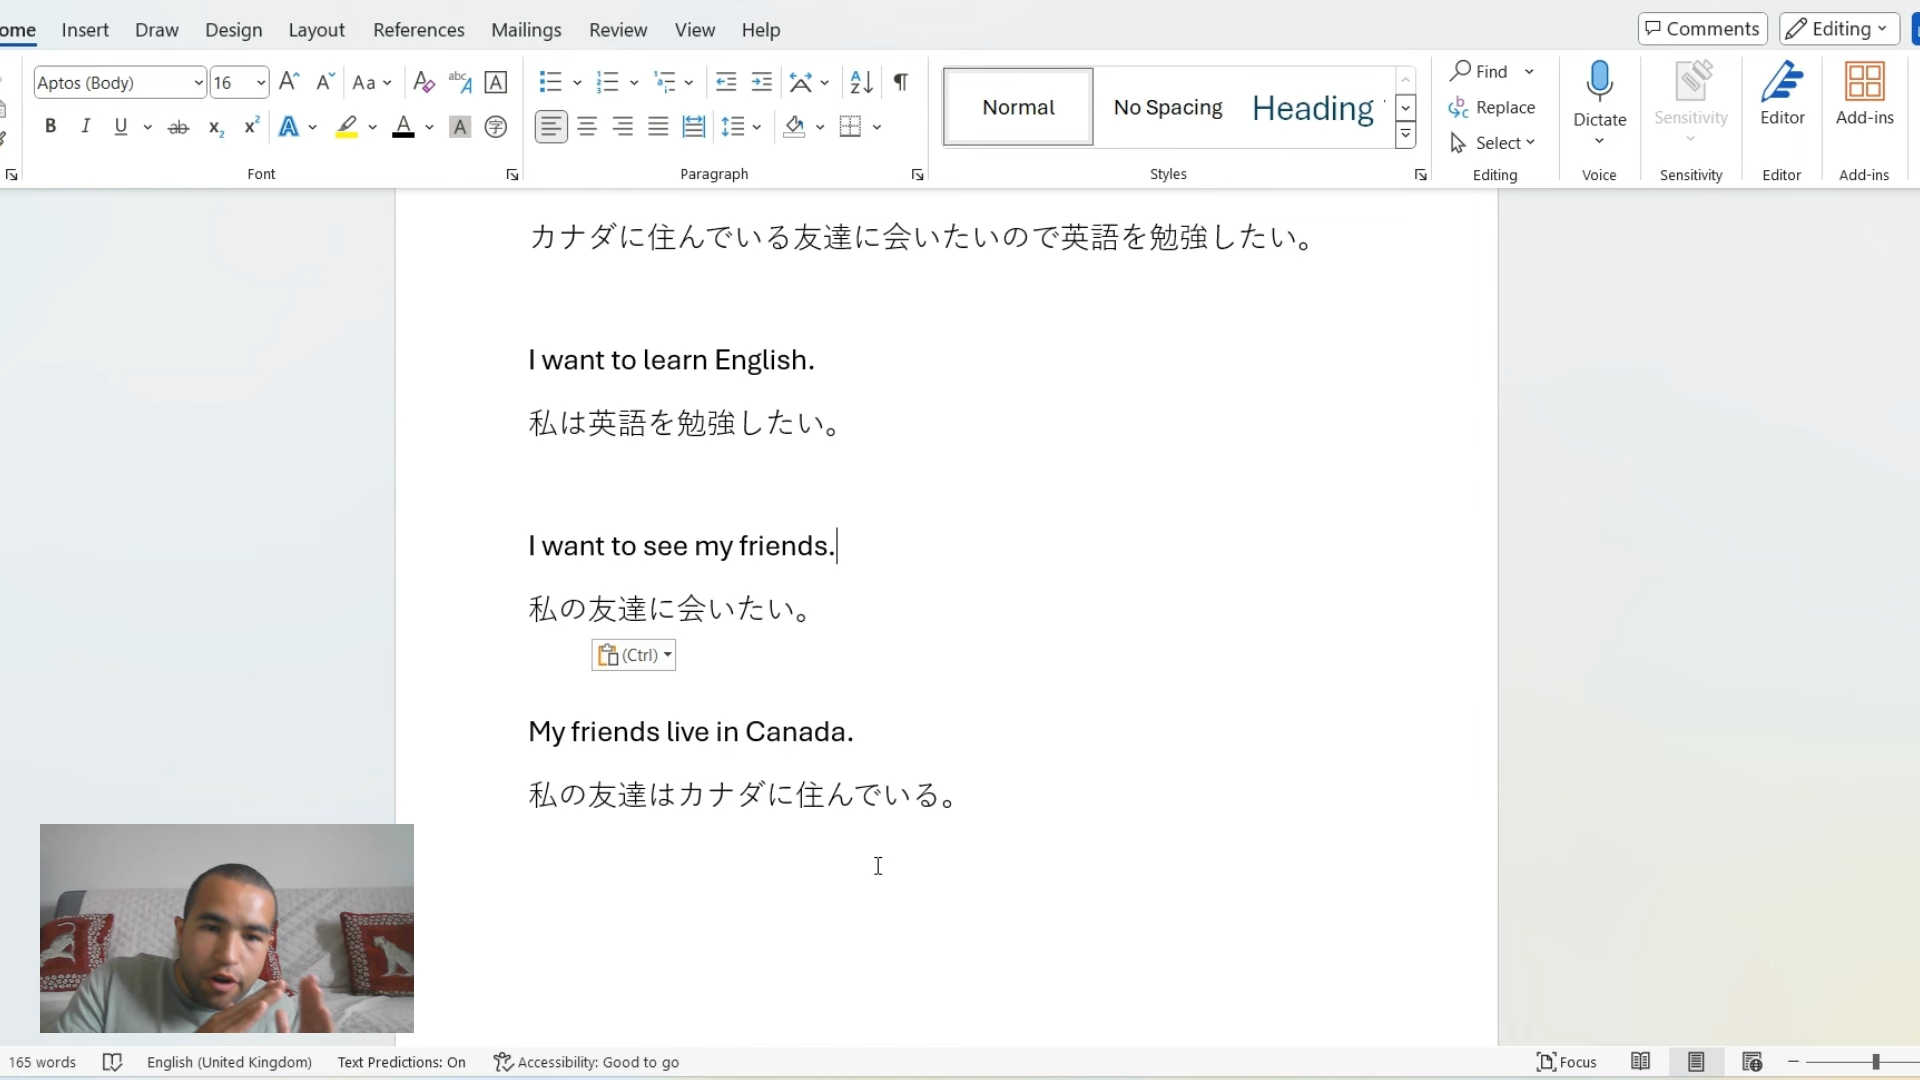 ome Insert Draw Design Layout References Mailings Review View Help Comments Editing
Aptos (Body) 16 Aa Normal No Spacing Heading Find Replace Select Dictate Sensitivity Editor Add-ins
Font Paragraph Styles Editing Voice Sensitivity Editor Add-ins
カナダに住んでいる友達に会いたいので英語を勉強したい。
I want to learn English.
私は英語を勉強したい。
I want to see my friends.
私の友達に会いたい。
(Ctrl)
My friends live in Canada.
私の友達はカナダに住んでいる。
165 words English (United Kingdom) Text Predictions: On Accessibility: Good to go Focus